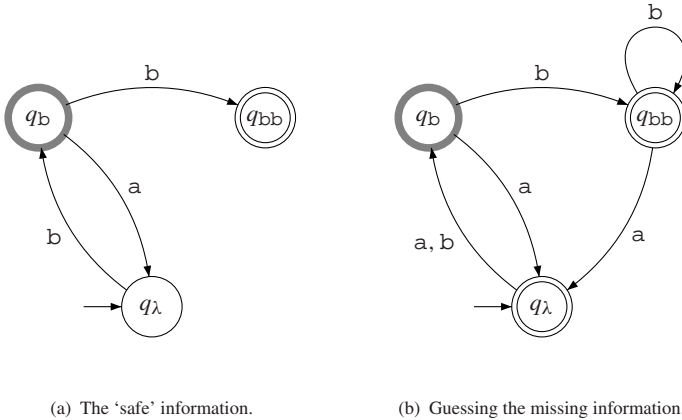 b
b
b
q_b
q_bb
q_b
q_bb
a
a
a
b
a, b
q_λ
q_λ
(a) The ‘safe’ information.
(b) Guessing the missing information